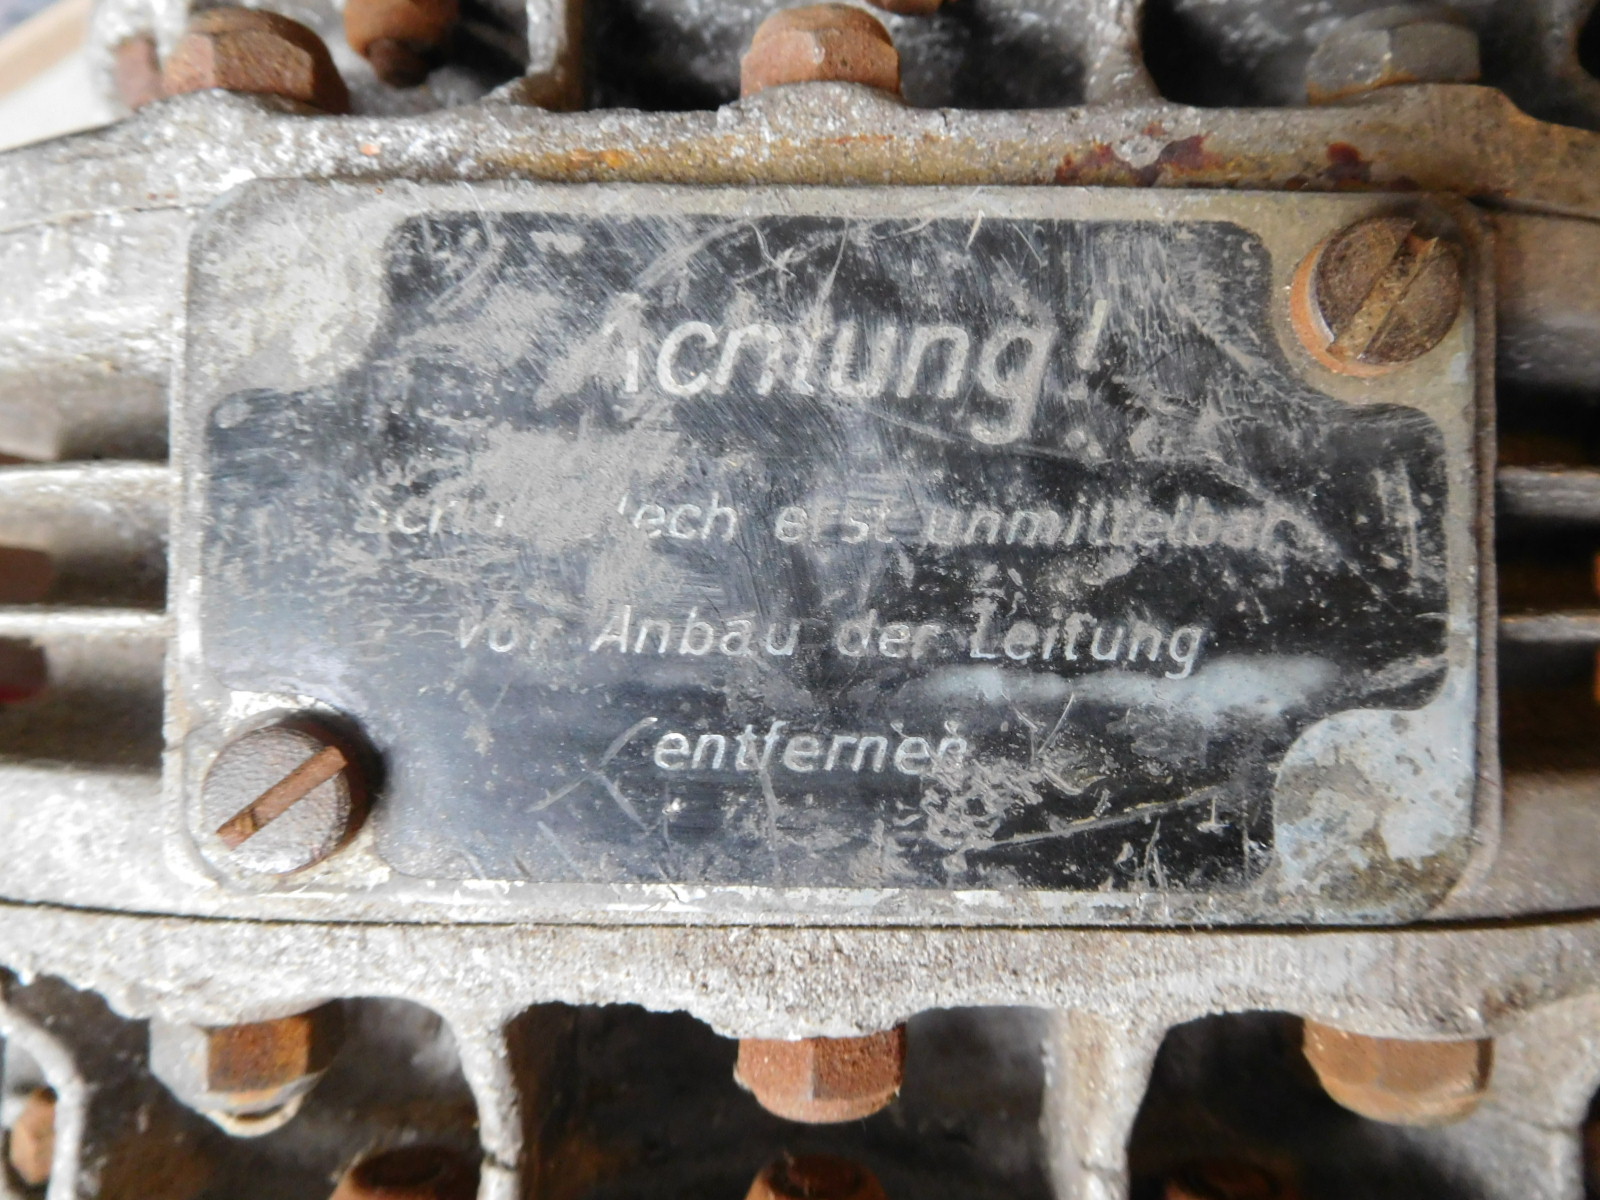 Achtung!
erst unmittelbar
vor Anbau der Leitung
entfernen